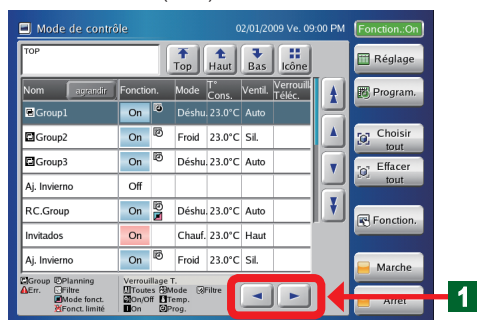 Mode de contrôle 02/01/2009 Ve. 09:00 PM Fonction.:On
TOP
Top Haut Bas Icône
Nom agrandir Fonction. Mode T° Cons. Ventil. Verrouill. Téléc.
Group1 On Déshu. 23.0°C Auto
Group2 On Froid 23.0°C Sil.
Group3 On Déshu. 23.0°C Auto
Aj. Invierno Off
R.C.Group On Déshu. 23.0°C Auto
Invitados On Chauf. 23.0°C Haut
Aj. Invierno On Froid 23.0°C Sil.
Group Planning Verrouillage T.
Err. Filtre Toutes Mode Filtre
Mode fonct. On/Off Temp.
Fonct. limité On Prog.
Réglage
Program.
Choisir
tout
Effacer
tout
Fonction.
Marche
Arrêt
1